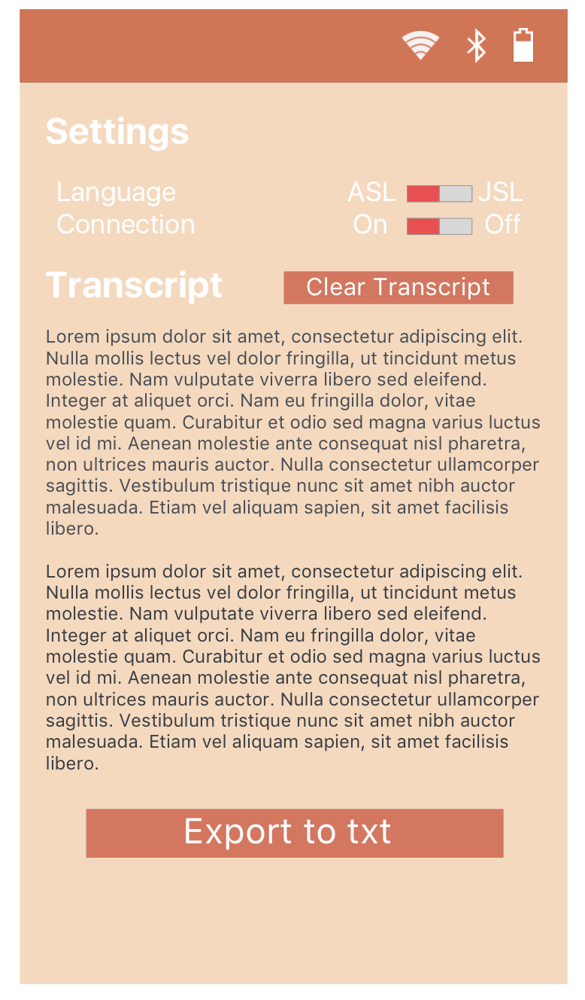 Settings
Language ASL JSL
Connection On Off
Transcript Clear Transcript
Lorem ipsum dolor sit amet, consectetur adipiscing elit.
Nulla mollis lectus vel dolor fringilla, ut tincidunt metus
molestie. Nam vulputate viverra libero sed eleifend.
Integer at aliquet orci. Nam eu fringilla dolor, vitae
molestie quam. Curabitur et odio sed magna varius luctus
vel id mi. Aenean molestie ante consequat nisl pharetra,
non ultrices mauris auctor. Nulla consectetur ullamcorper
sagittis. Vestibulum tristique nunc sit amet nibh auctor
malesuada. Etiam vel aliquam sapien, sit amet facilisis
libero.
Lorem ipsum dolor sit amet, consectetur adipiscing elit.
Nulla mollis lectus vel dolor fringilla, ut tincidunt metus
molestie. Nam vulputate viverra libero sed eleifend.
Integer at aliquet orci. Nam eu fringilla dolor, vitae
molestie quam. Curabitur et odio sed magna varius luctus
vel id mi. Aenean molestie ante consequat nisl pharetra,
non ultrices mauris auctor. Nulla consectetur ullamcorper
sagittis. Vestibulum tristique nunc sit amet nibh auctor
malesuada. Etiam vel aliquam sapien, sit amet facilisis
libero.
Export to txt